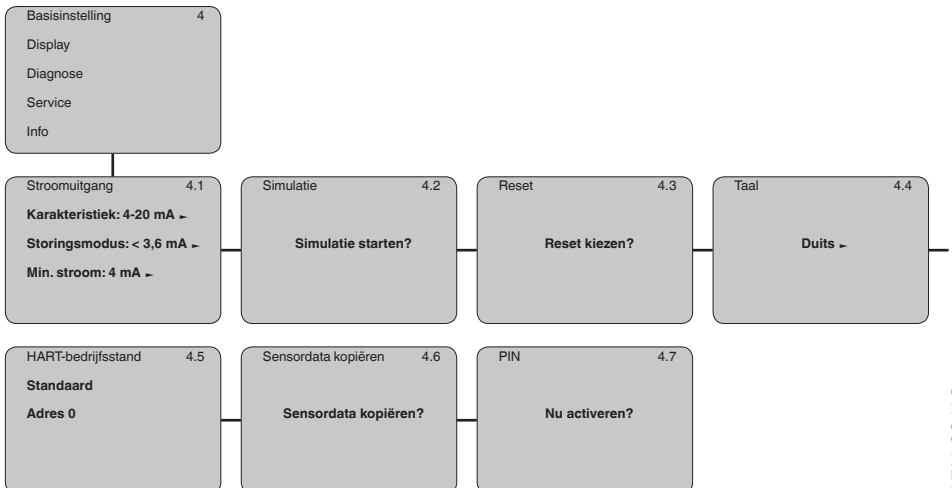 Basisinstelling 4
Display
Diagnose
Service
Info
Stroomuitgang 4.1
Karakteristiek: 4-20 mA ►
Storingsmodus: < 3,6 mA ►
Min. stroom: 4 mA ►
Simulatie 4.2
Simulatie starten?
Reset 4.3
Reset kiezen?
Taal 4.4
Duits ►
HART-bedrijfsstand 4.5
Standaard
Adres 0
Sensordata kopiëren 4.6
Sensordata kopiëren?
PIN 4.7
Nu activeren?